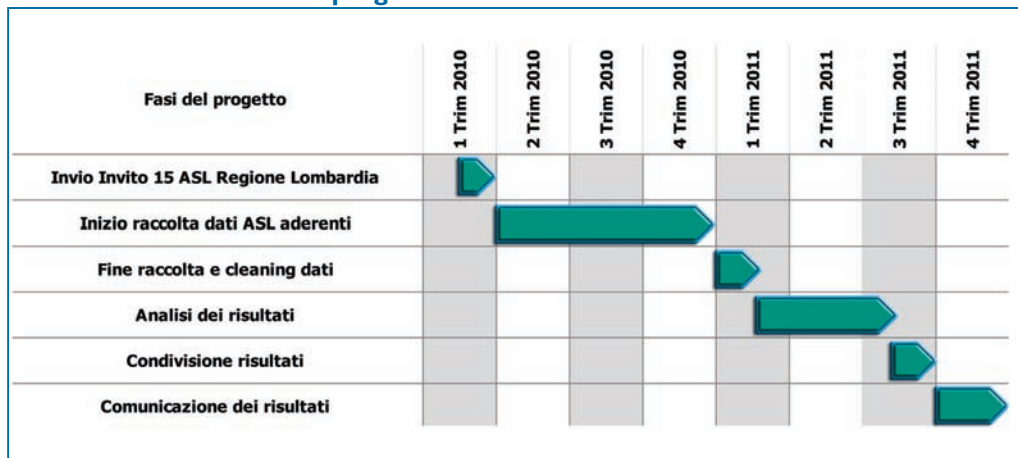 Fasi del progetto
1 Trim 2010
2 Trim 2010
3 Trim 2010
4 Trim 2010
1 Trim 2011
2 Trim 2011
3 Trim 2011
4 Trim 2011
Invio Invito 15 ASL Regione Lombardia
Inizio raccolta dati ASL aderenti
Fine raccolta e cleaning dati
Analisi dei risultati
Condivisione risultati
Comunicazione dei risultati